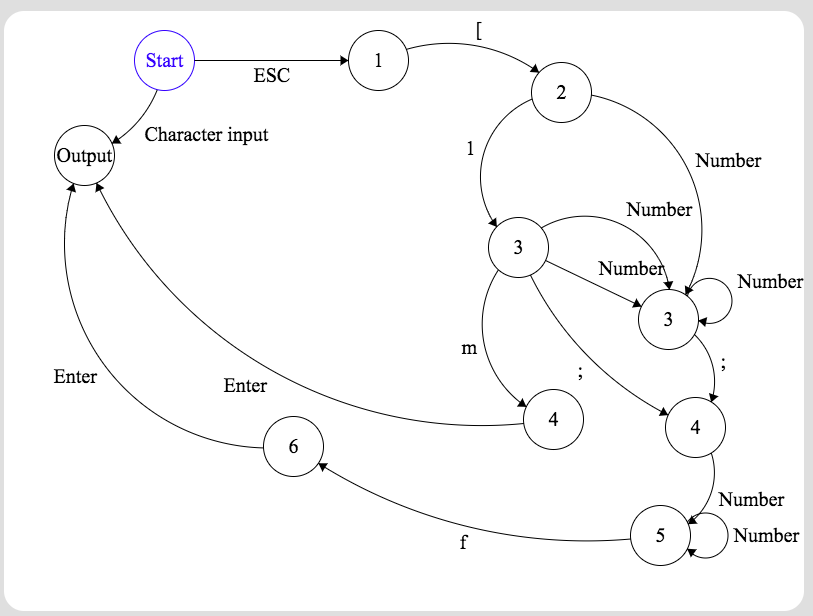 [
Start
1
ESC
2
Character input
1
Output
Number
Number
3
Number
Number
3
m
;
;
Enter
Enter
4
4
6
Number
5
Number
f